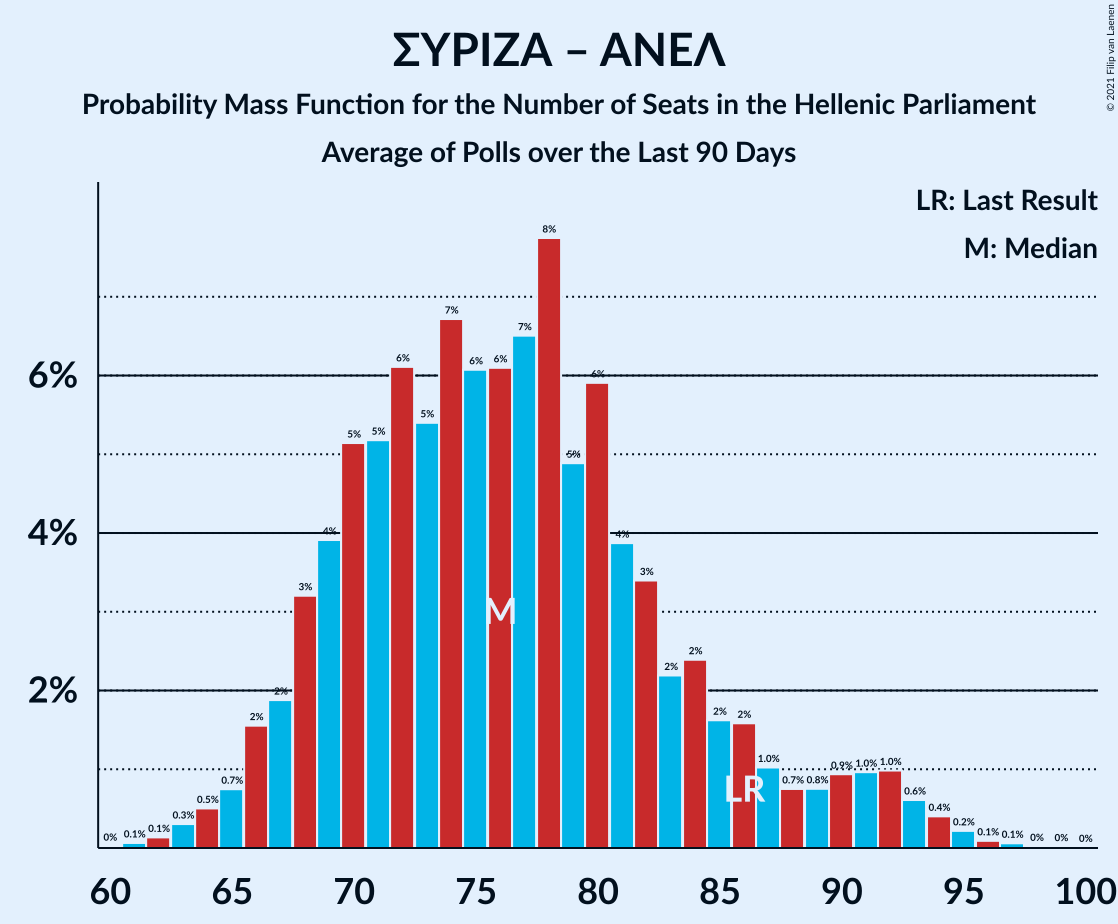 ΣΥΡΙΖΑ – ΑΝΕΛ
Probability Mass Function for the Number of Seats in the Hellenic Parliament
Average of Polls over the Last 90 Days
© 2021 Filip van Laenen
LR: Last Result
M: Median
6%
4%
2%
0% 0.1% 0.1% 0.3% 0.5% 0.7% 2% 2% 3% 4% 5% 5% 6% 5% 7% 6% 6% 7% 8% 5% 6% 4% 3% 2% 2% 2% 2% 1.0% 0.7% 0.8% 0.9% 1.0% 1.0% 0.6% 0.4% 0.2% 0.1% 0.1% 0% 0% 0%
M
LR
60 65 70 75 80 85 90 95 100